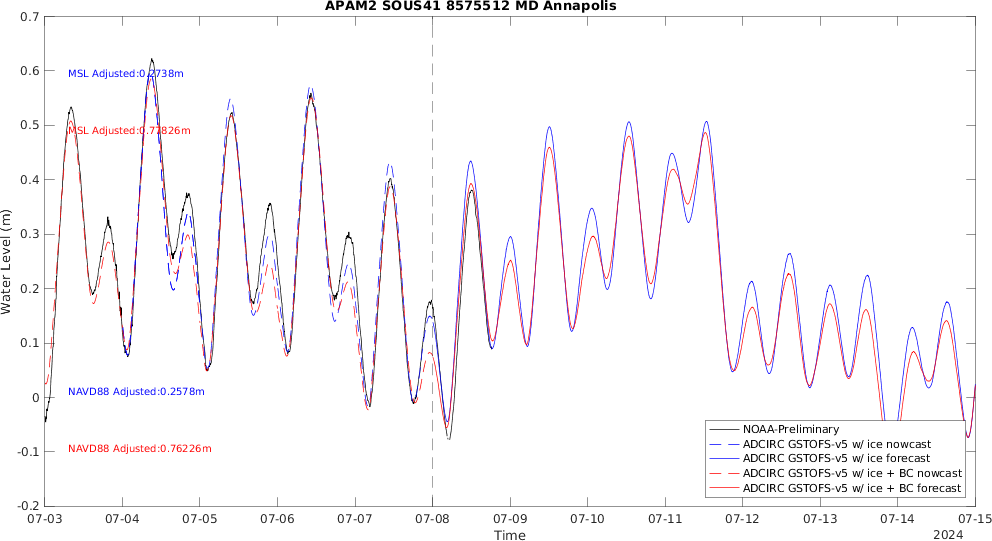 APAM2 SOUS41 8575512 MD Annapolis
0.7
0.6
0.5
0.4
0.3
0.2
0.1
0
-0.1
-0.2
Water Level (m)
MSL Adjusted:0.2738m
MSL Adjusted:0.77826m
NAVD88 Adjusted:0.2578m
NAVD88 Adjusted:0.76226m
NOAA-Preliminary
ADCIRC GSTOFS-v5 w/ ice nowcast
ADCIRC GSTOFS-v5 w/ ice forecast
ADCIRC GSTOFS-v5 w/ ice + BC nowcast
ADCIRC GSTOFS-v5 w/ ice + BC forecast
07-03 07-04 07-05 07-06 07-07 07-08 07-09 07-10 07-11 07-12 07-13 07-14 07-15
Time
2024